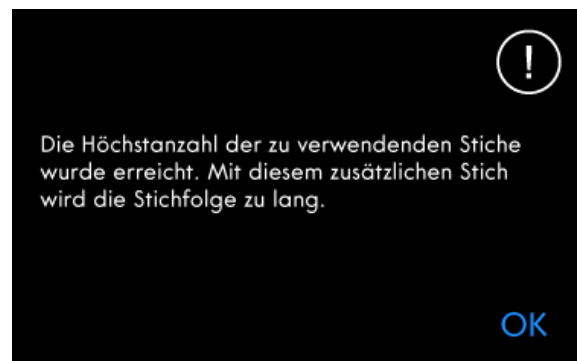 !
Die Höchstanzahl der zu verwendenden Stiche
wurde erreicht. Mit diesem zusätzlichen Stich
wird die Stichfolge zu lang.
OK